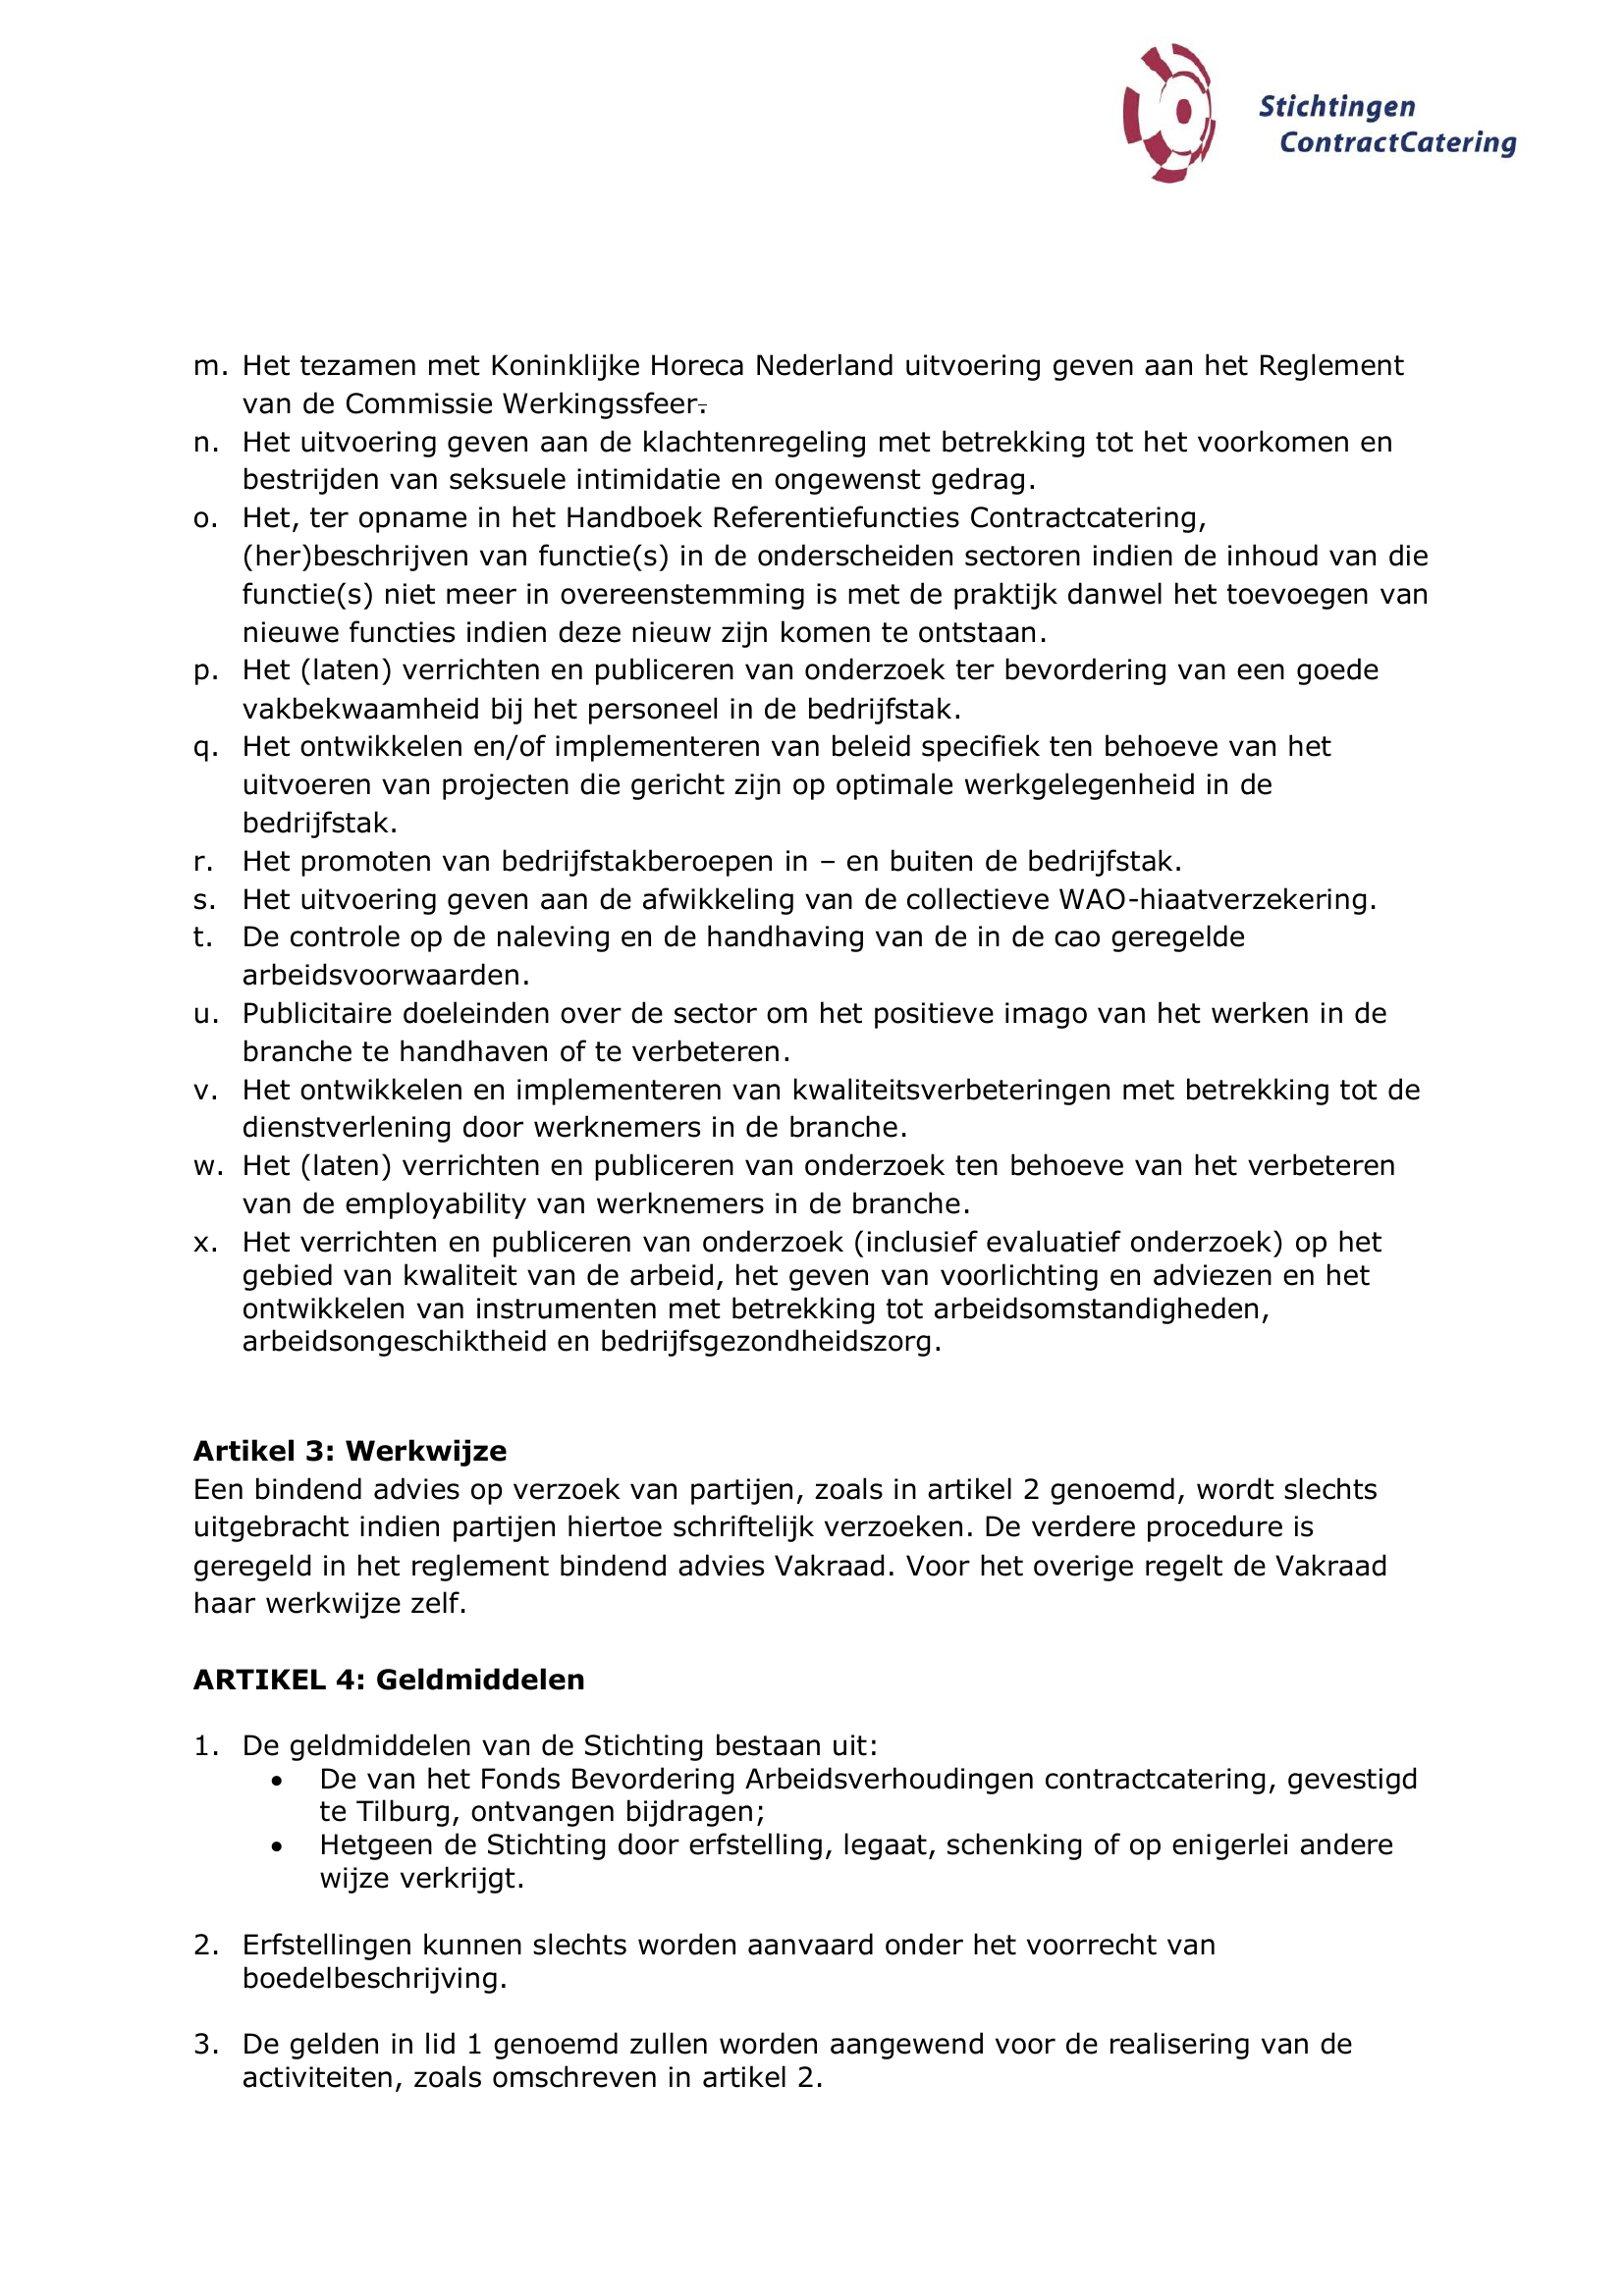 Stichtingen
ContractCatering
m. Het tezamen met Koninklijke Horeca Nederland uitvoering geven aan het Reglement
van de Commissie Werkingssfeer.
n. Het uitvoering geven aan de klachtenregeling met betrekking tot het voorkomen en
bestrijden van seksuele intimidatie en ongewenst gedrag.
o. Het, ter opname in het Handboek Referentiefuncties Contractcatering,
(her)beschrijven van functie(s) in de onderscheiden sectoren indien de inhoud van die
functie(s) niet meer in overeenstemming is met de praktijk danwel het toevoegen van
nieuwe functies indien deze nieuw zijn komen te ontstaan.
p. Het (laten) verrichten en publiceren van onderzoek ter bevordering van een goede
vakbekwaamheid bij het personeel in de bedrijfstak.
q. Het ontwikkelen en/of implementeren van beleid specifiek ten behoeve van het
uitvoeren van projecten die gericht zijn op optimale werkgelegenheid in de
bedrijfstak.
r. Het promoten van bedrijfstakberoepen in – en buiten de bedrijfstak.
s. Het uitvoering geven aan de afwikkeling van de collectieve WAO-hiaatverzekering.
t. De controle op de naleving en de handhaving van de in de cao geregelde
arbeidsvoorwaarden.
u. Publicitaire doeleinden over de sector om het positieve imago van het werken in de
branche te handhaven of te verbeteren.
v. Het ontwikkelen en implementeren van kwaliteitsverbeteringen met betrekking tot de
dienstverlening door werknemers in de branche.
w. Het (laten) verrichten en publiceren van onderzoek ten behoeve van het verbeteren
van de employability van werknemers in de branche.
x. Het verrichten en publiceren van onderzoek (inclusief evaluatief onderzoek) op het
gebied van kwaliteit van de arbeid, het geven van voorlichting en adviezen en het
ontwikkelen van instrumenten met betrekking tot arbeidsomstandigheden,
arbeidsongeschiktheid en bedrijfsgezondheidszorg.
Artikel 3: Werkwijze
Een bindend advies op verzoek van partijen, zoals in artikel 2 genoemd, wordt slechts
uitgebracht indien partijen hiertoe schriftelijk verzoeken. De verdere procedure is
geregeld in het reglement bindend advies Vakraad. Voor het overige regelt de Vakraad
haar werkwijze zelf.
ARTIKEL 4: Geldmiddelen
1. De geldmiddelen van de Stichting bestaan uit:
• De van het Fonds Bevordering Arbeidsverhoudingen contractcatering, gevestigd
te Tilburg, ontvangen bijdragen;
• Hetgeen de Stichting door erfstelling, legaat, schenking of op enigerlei andere
wijze verkrijgt.
2. Erfstellingen kunnen slechts worden aanvaard onder het voorrecht van
boedelbeschrijving.
3. De gelden in lid 1 genoemd zullen worden aangewend voor de realisering van de
activiteiten, zoals omschreven in artikel 2.